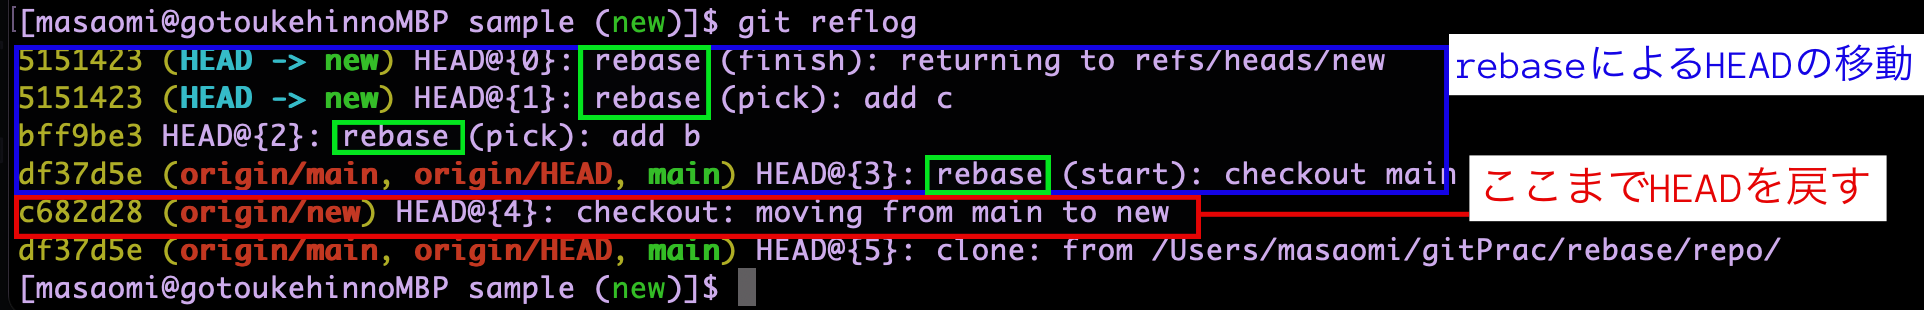 [masaomi@gotoukehinnoMBP sample (new)]$ git reflog
5151423 (HEAD -> new) HEAD@{0}: rebase (finish): returning to refs/heads/new
rebaseによるHEADの移動
5151423 (HEAD -> new) HEAD@{1}: rebase (pick): add c
bff9be3 HEAD@{2}: rebase (pick): add b
df37d5e (origin/main, origin/HEAD, main) HEAD@{3}: rebase (start): checkout main
ここまでHEADを戻す
c682d28 (origin/new) HEAD@{4}: checkout: moving from main to new
df37d5e (origin/main, origin/HEAD, main) HEAD@{5}: clone: from /Users/masaomi/gitPrac/rebase/repo/
[masaomi@gotoukehinnoMBP sample (new)]$